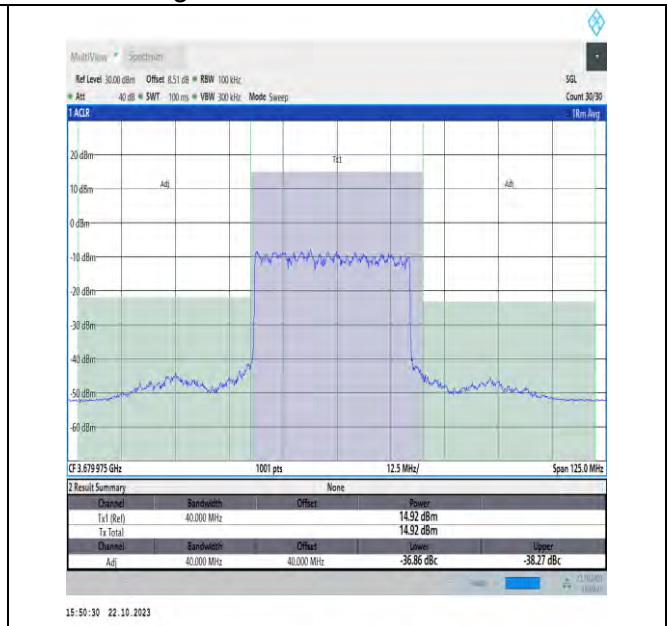 MultiView Spectrum
Ref Level 30.00 dBm Offset 8.51 dB RBW 100 kHz SGL
Att 40 dB SWT 100 ms VBW 300 kHz Mode Sweep Count 30/30
1 ACLR 1Rm Avg
20 dBm
Tx1
Adj Adj
10 dBm
0 dBm
-10 dBm
-20 dBm
-30 dBm
-40 dBm
-50 dBm
-60 dBm
CF 3.679 975 GHz 1001 pts 12.5 MHz/ Span 125.0 MHz
2 Result Summary None
Channel Bandwidth Offset Power
Tx1 (Ref) 40.000 MHz 14.92 dBm
Tx Total 14.92 dBm
Channel Bandwidth Offset Lower Upper
Adj 40.000 MHz 40.000 MHz -36.86 dBc -38.27 dBc
15:50:30 22.10.2023